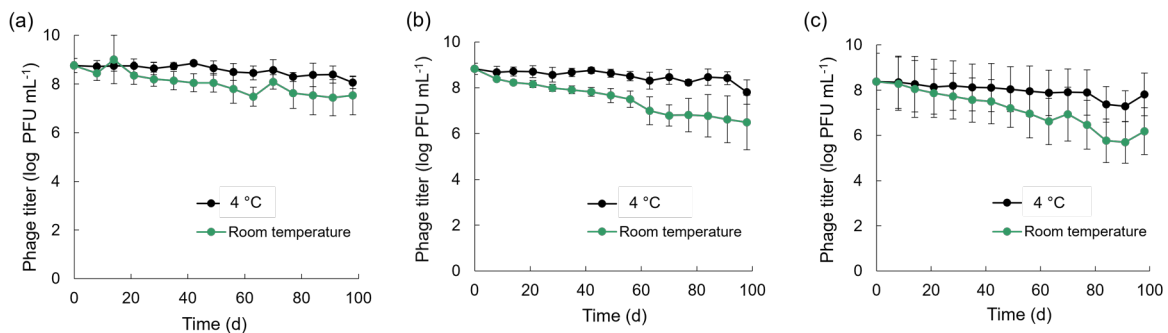 (a)
10
8
6
4
2
0
Phage titer (log PFU mL⁻¹)
4 °C
Room temperature
0 20 40 60 80 100
Time (d)
(b)
10
8
6
4
2
0
Phage titer (log PFU mL⁻¹)
4 °C
Room temperature
0 20 40 60 80 100
Time (d)
(c)
10
8
6
4
2
0
Phage titer (log PFU mL⁻¹)
4 °C
Room temperature
0 20 40 60 80 100
Time (d)